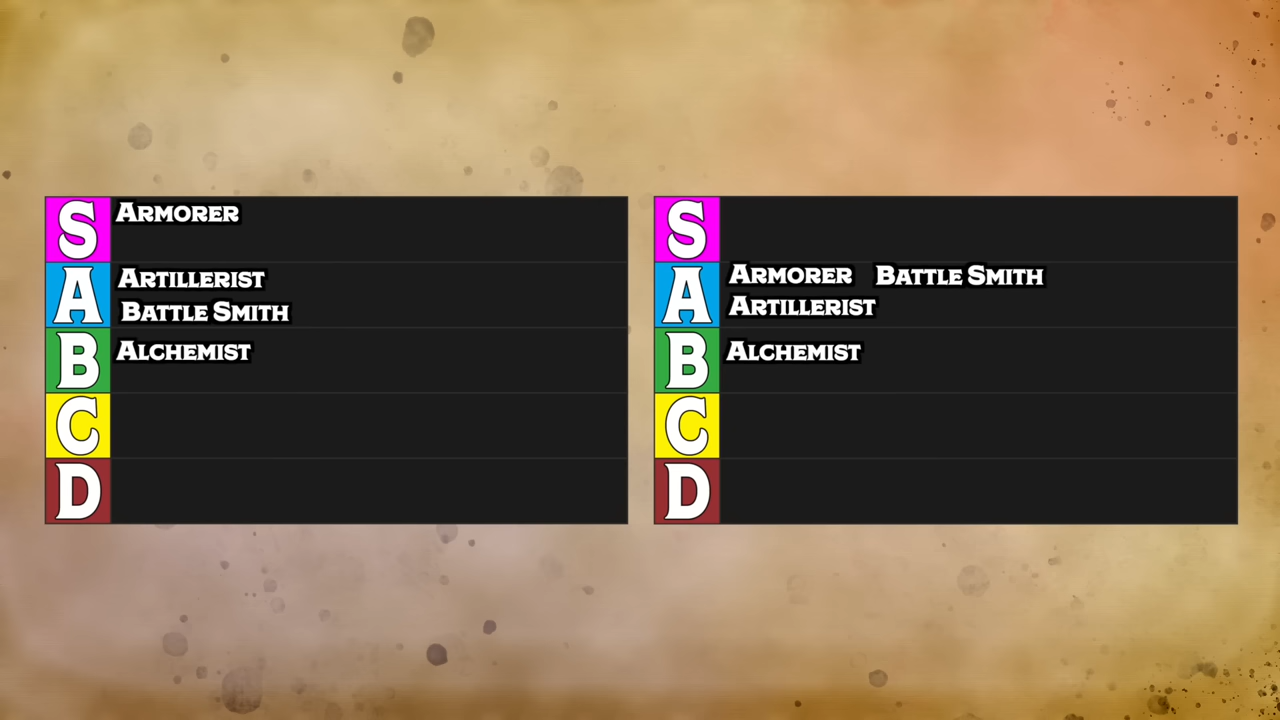 S Armorer
A Artillerist
Battle Smith
B Alchemist
C
D
S
A Armorer Battle Smith
Artillerist
B Alchemist
C
D